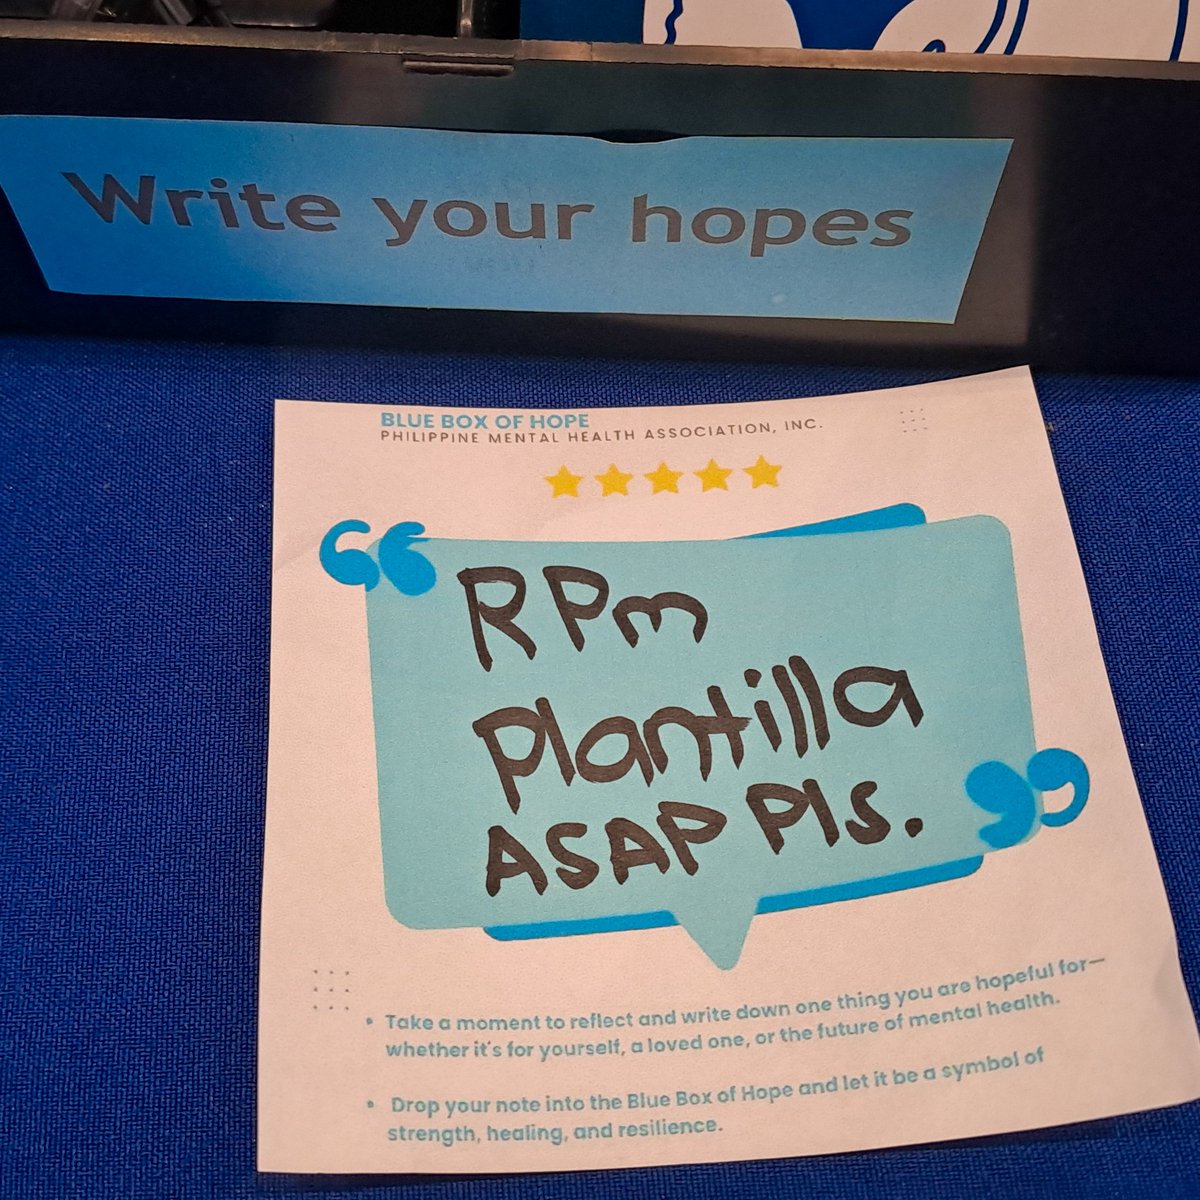 Write your hopes
BLUE BOX OF HOPE
PHILIPPINE MENTAL HEALTH ASSOCIATION, INC.
RPm
Plantilla
ASAP Pls.
• Take a moment to reflect and write down one thing you are hopeful for—
whether it's for yourself, a loved one, or the future of mental health.
• Drop your note into the Blue Box of Hope and let it be a symbol of
strength, healing, and resilience.